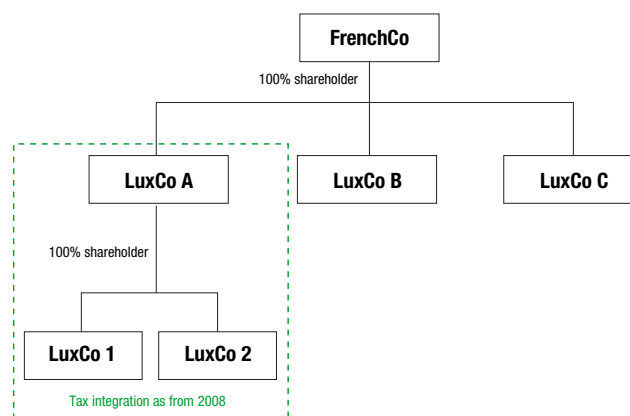 FrenchCo
100% shareholder
LuxCo A
LuxCo B
LuxCo C
100% shareholder
LuxCo 1
LuxCo 2
Tax integration as from 2008